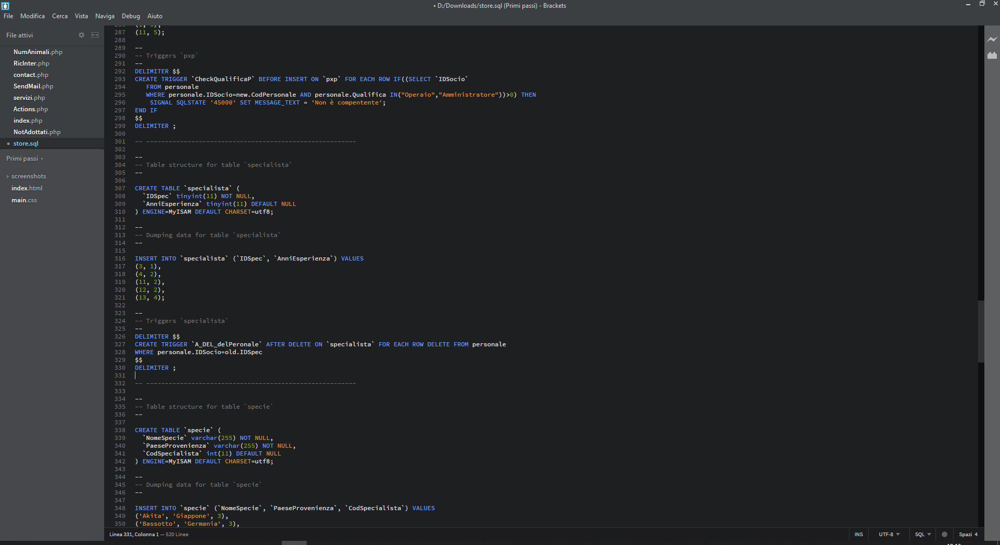 • D:/Downloads/store.sql (Primi passi) - Brackets
File Modifica Cerca Vista Naviga Debug Aiuto
File attivi
NumAnimali.php
RicInter.php
contact.php
SendMail.php
servizi.php
Actions.php
index.php
NotAdottati.php
• store.sql
Primi passi
screenshots
index.html
main.css
287 (11, 5);
288
289 --
290 -- Triggers `pxp`
291 --
292 DELIMITER $$
293 CREATE TRIGGER `CheckQualificaP` BEFORE INSERT ON `pxp` FOR EACH ROW IF((SELECT `IDSocio`
294 FROM personale
295 WHERE personale.IDSocio=new.CodPersonale AND personale.Qualifica IN("Operaio","Amministratore"))>0) THEN
296 SIGNAL SQLSTATE '45000' SET MESSAGE_TEXT = 'Non è compentente';
297 END IF
298 $$
299 DELIMITER ;
300
301 -- --------------------------------------------------------
302
303 --
304 -- Table structure for table `specialista`
305 --
306
307 CREATE TABLE `specialista` (
308 `IDSpec` tinyint(11) NOT NULL,
309 `AnniEsperienza` tinyint(11) DEFAULT NULL
310 ) ENGINE=MyISAM DEFAULT CHARSET=utf8;
311
312 --
313 -- Dumping data for table `specialista`
314 --
315
316 INSERT INTO `specialista` (`IDSpec`, `AnniEsperienza`) VALUES
317 (3, 1),
318 (4, 2),
319 (11, 2),
320 (12, 2),
321 (13, 4);
322
323 --
324 -- Triggers `specialista`
325 --
326 DELIMITER $$
327 CREATE TRIGGER `A_DEL_delPeronale` AFTER DELETE ON `specialista` FOR EACH ROW DELETE FROM personale
328 WHERE personale.IDSocio=old.IDSpec
329 $$
330 DELIMITER ;
331
332 -- --------------------------------------------------------
333
334 --
335 -- Table structure for table `specie`
336 --
337
338 CREATE TABLE `specie` (
339 `NomeSpecie` varchar(255) NOT NULL,
340 `PaeseProvenienza` varchar(255) NOT NULL,
341 `CodSpecialista` int(11) DEFAULT NULL
342 ) ENGINE=MyISAM DEFAULT CHARSET=utf8;
343
344 --
345 -- Dumping data for table `specie`
346 --
347
348 INSERT INTO `specie` (`NomeSpecie`, `PaeseProvenienza`, `CodSpecialista`) VALUES
349 ('Akita', 'Giappone', 3),
350 ('Bassotto', 'Germania', 3),
Linea 331, Colonna 1 — 520 Linee
INS UTF-8 SQL Spazi 4